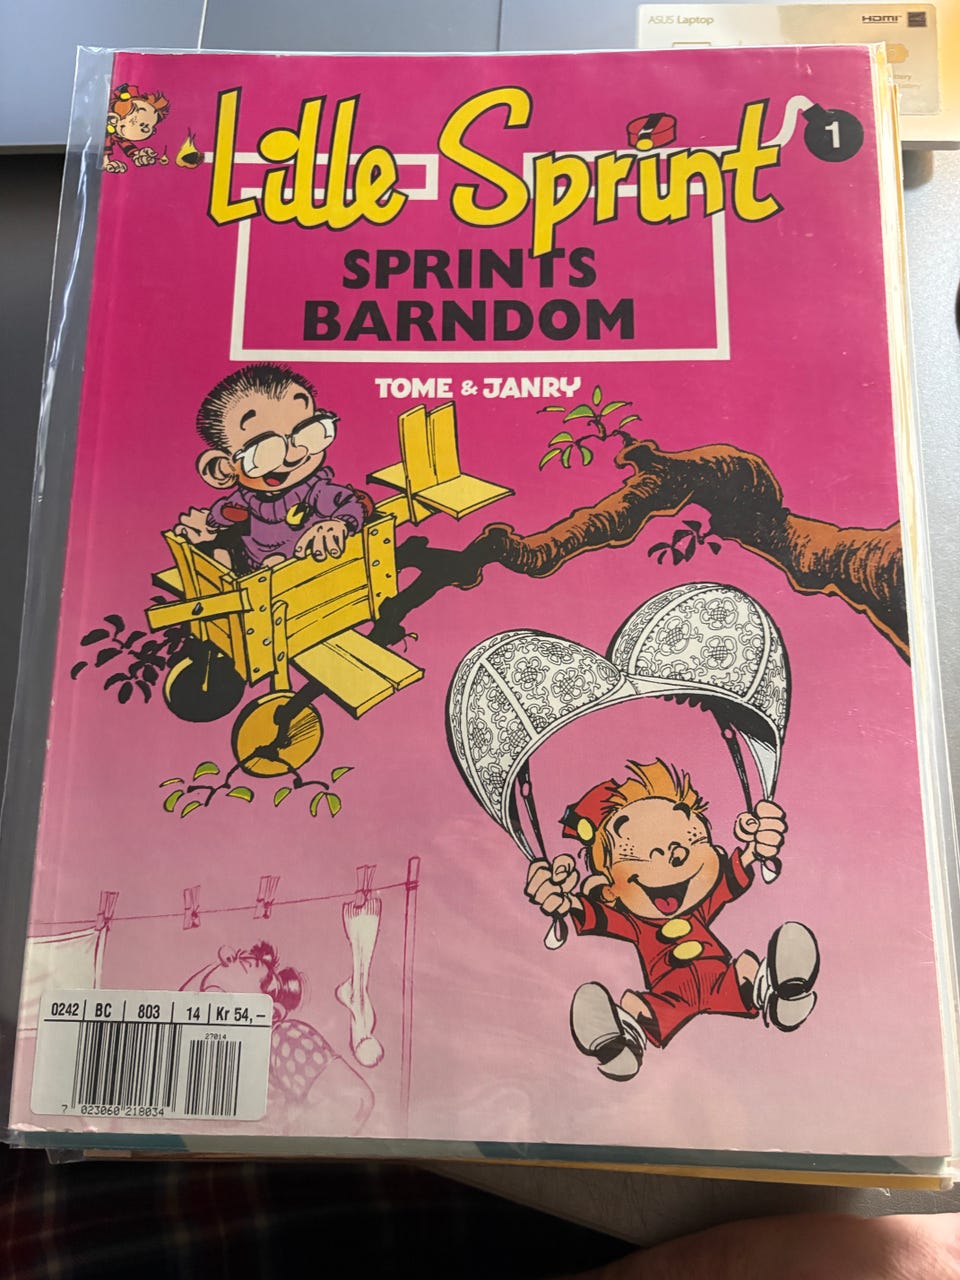 ASUS Laptop
HDMI
Lille Sprint
1
SPRINTS
BARNDOM
TOME & JANRY
0242 BC 803 14 Kr 54,–
27014
7 023060 218034